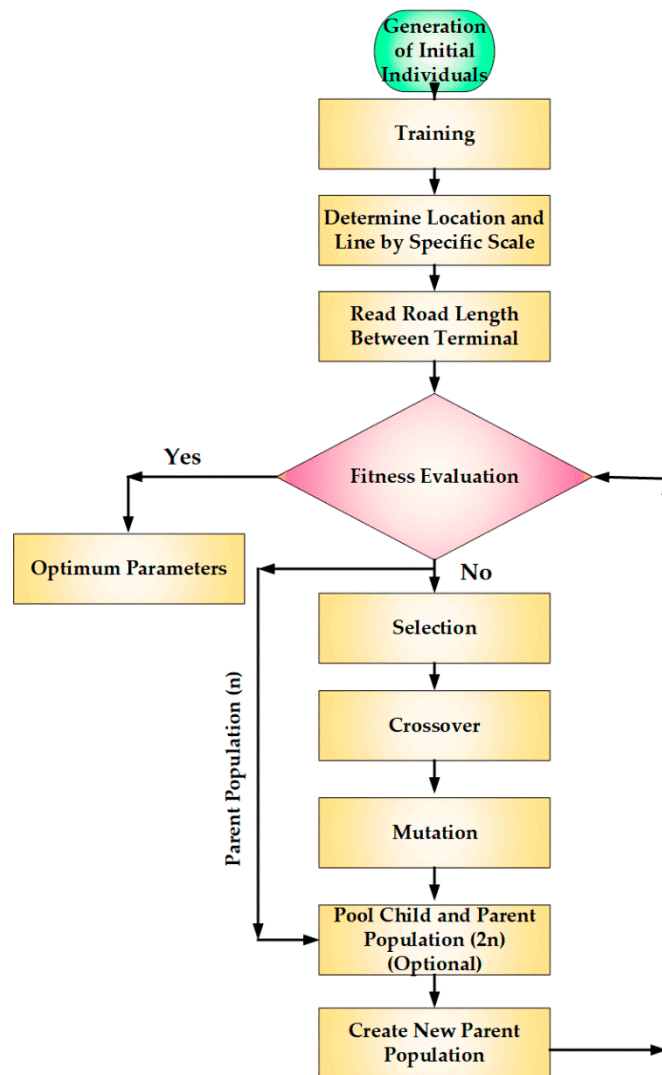 Generation
of Initial
Individuals
Training
Determine Location and
Line by Specific Scale
Read Road Length
Between Terminal
Fitness Evaluation
Yes
Optimum Parameters
No
Selection
Parent Population (n)
Crossover
Mutation
Pool Child and Parent
Population (2n)
(Optional)
Create New Parent
Population